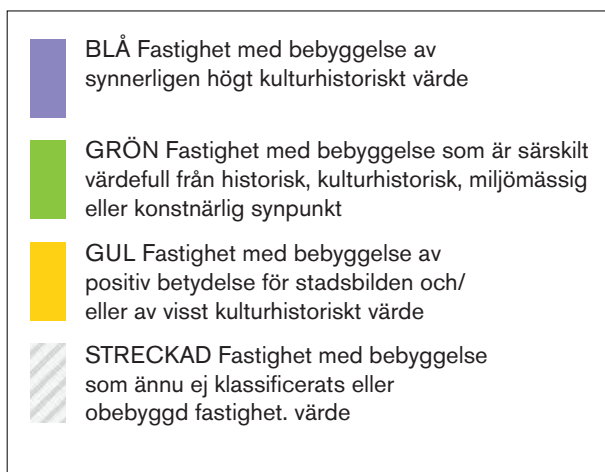 BLÅ Fastighet med bebyggelse av
synnerligen högt kulturhistoriskt värde
GRÖN Fastighet med bebyggelse som är särskilt
värdefull från historisk, kulturhistorisk, miljömässig
eller konstnärlig synpunkt
GUL Fastighet med bebyggelse av
positiv betydelse för stadsbilden och/
eller av visst kulturhistoriskt värde
STRECKAD Fastighet med bebyggelse
som ännu ej klassificerats eller
obebyggd fastighet. värde